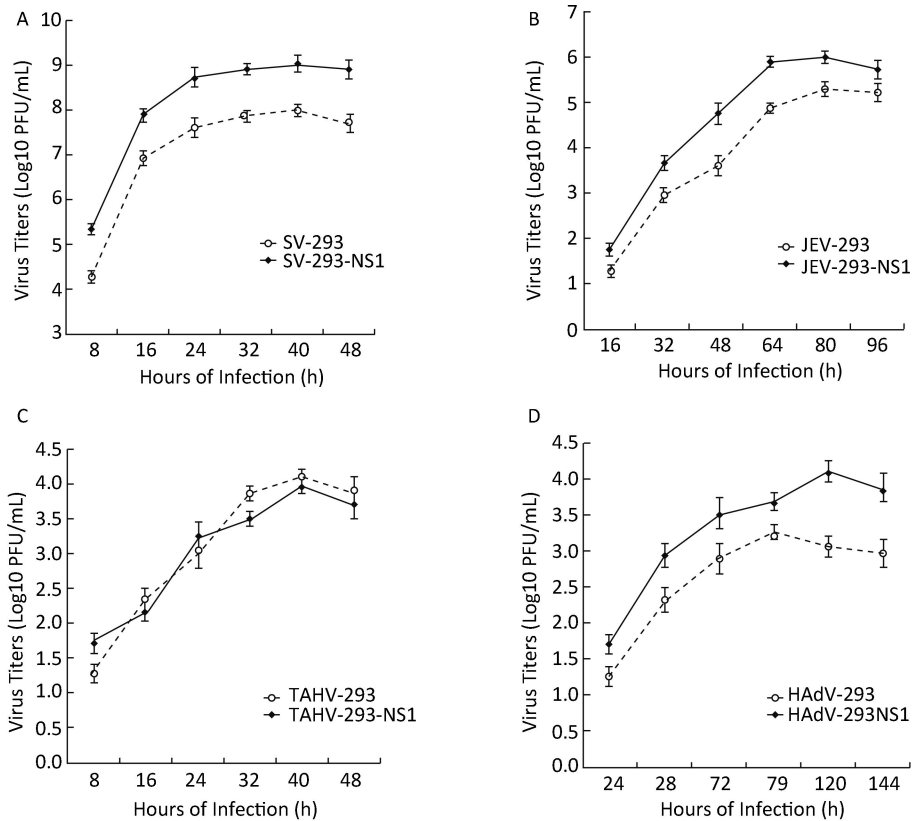 A
Virus Titers (Log10 PFU/mL)
10
9
8
7
6
5
4
3
SV-293
SV-293-NS1
8 16 24 32 40 48
Hours of Infection (h)
B
Virus Titers (Log10 PFU/mL)
7
6
5
4
3
2
1
0
JEV-293
JEV-293-NS1
16 32 48 64 80 96
Hours of Infection (h)
C
Virus Titers (Log10 PFU/mL)
4.5
4.0
3.5
3.0
2.5
2.0
1.5
1.0
0.5
0.0
TAHV-293
TAHV-293-NS1
8 16 24 32 40 48
Hours of Infection (h)
D
Virus Titers (Log10 PFU/mL)
4.5
4.0
3.5
3.0
2.5
2.0
1.5
1.0
0.5
0.0
HAdV-293
HAdV-293NS1
24 28 72 79 120 144
Hours of Infection (h)